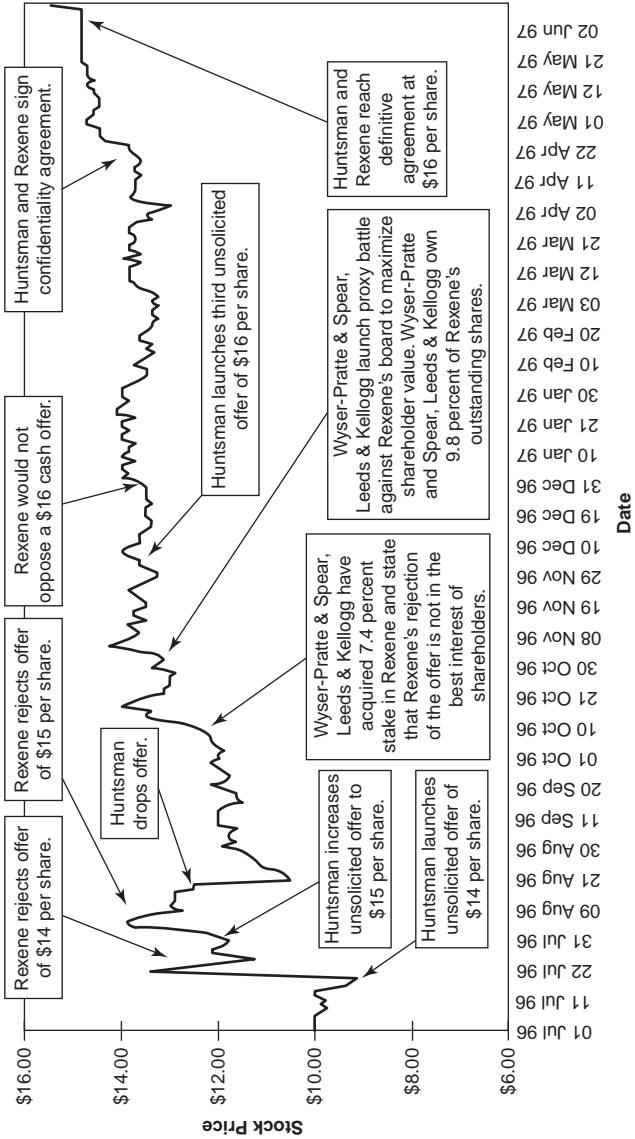 Stock Price
$16.00
$14.00
$12.00
$10.00
$8.00
$6.00
Rexene rejects offer
of $14 per share.
Rexene rejects offer
of $15 per share.
Rexene would not
oppose a $16 cash offer.
Huntsman and Rexene sign
confidentiality agreement.
Huntsman
drops offer.
Huntsman launches third unsolicited
offer of $16 per share.
Huntsman increases
unsolicited offer to
$15 per share.
Huntsman launches
unsolicited offer of
$14 per share.
Wyser-Pratte & Spear,
Leeds & Kellogg have
acquired 7.4 percent
stake in Rexene and state
that Rexene's rejection
of the offer is not in the
best interest of
shareholders.
Wyser-Pratte & Spear,
Leeds & Kellogg launch proxy battle
against Rexene's board to maximize
shareholder value. Wyser-Pratte
and Spear, Leeds & Kellogg own
9.8 percent of Rexene's
outstanding shares.
Huntsman and
Rexene reach
definitive
agreement at
$16 per share.
01 Jul 96
11 Jul 96
22 Jul 96
31 Jul 96
09 Aug 96
21 Aug 96
30 Aug 96
11 Sep 96
20 Sep 96
01 Oct 96
10 Oct 96
21 Oct 96
30 Oct 96
08 Nov 96
19 Nov 96
29 Nov 96
10 Dec 96
19 Dec 96
31 Dec 96
10 Jan 97
21 Jan 97
30 Jan 97
10 Feb 97
20 Feb 97
03 Mar 97
12 Mar 97
21 Mar 97
02 Apr 97
11 Apr 97
22 Apr 97
01 May 97
12 May 97
21 May 97
02 Jun 97
Date